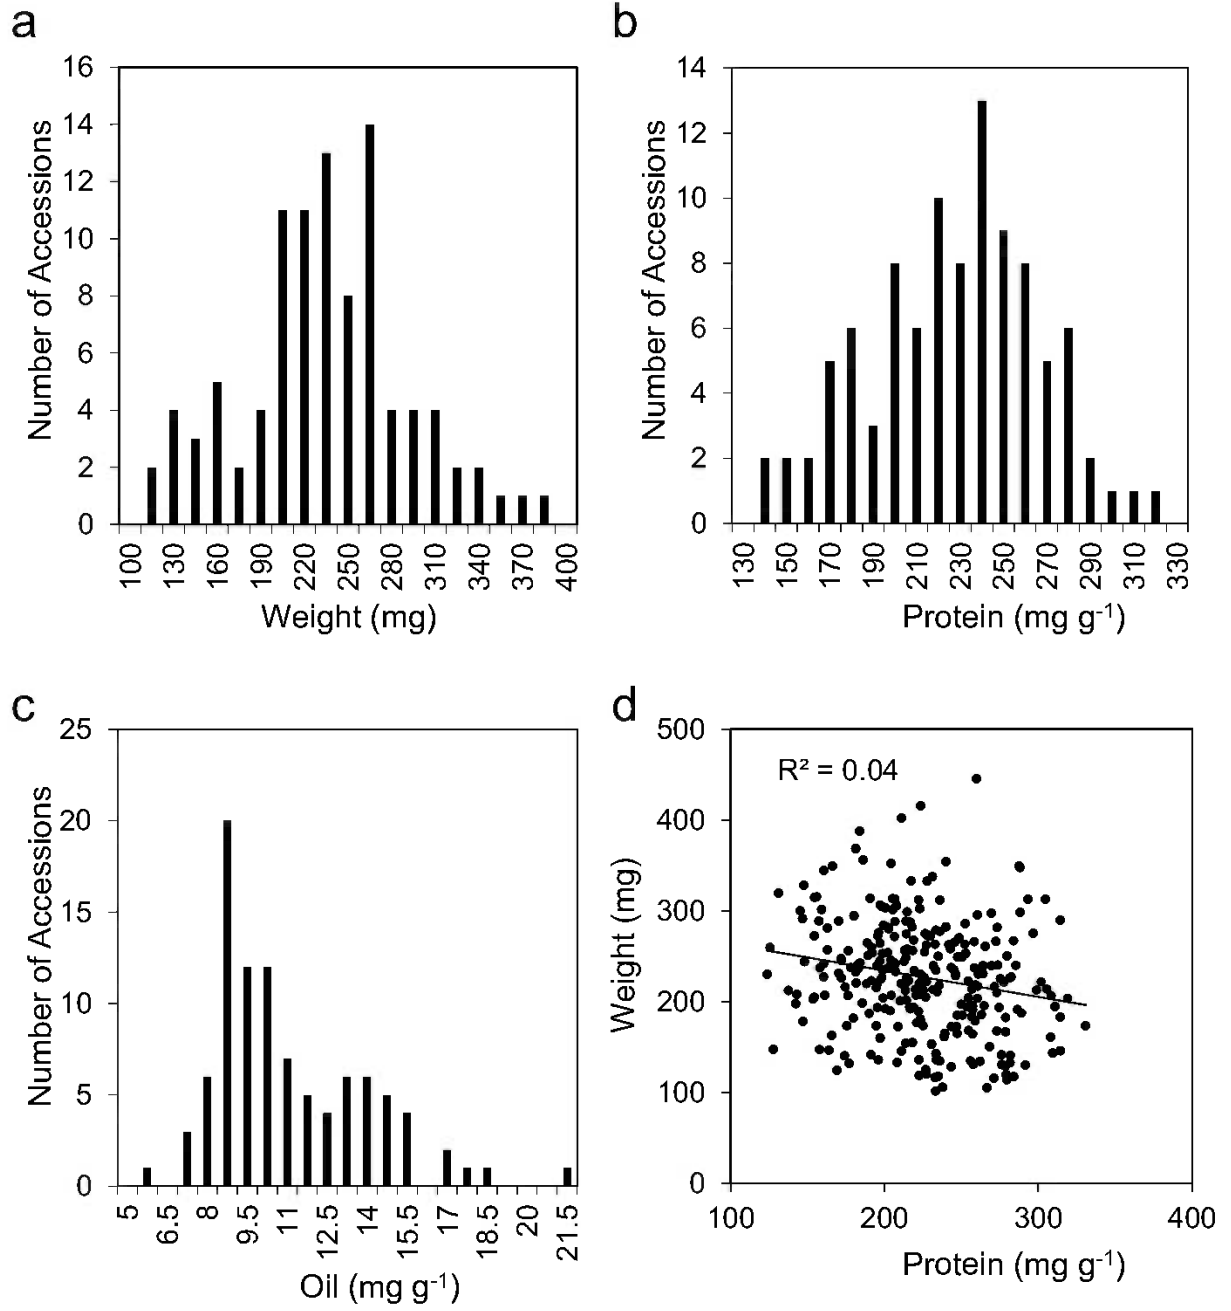 a
16
14
12
10
8
6
4
2
0
Number of Accessions
100 130 160 190 220 250 280 310 340 370 400
Weight (mg)
b
14
12
10
8
6
4
2
0
Number of Accessions
130 150 170 190 210 230 250 270 290 310 330
Protein (mg g⁻¹)
c
25
20
15
10
5
0
Number of Accessions
5 6.5 8 9.5 11 12.5 14 15.5 17 18.5 20 21.5
Oil (mg g⁻¹)
d
500
400
300
200
100
0
Weight (mg)
R² = 0.04
100 200 300 400
Protein (mg g⁻¹)